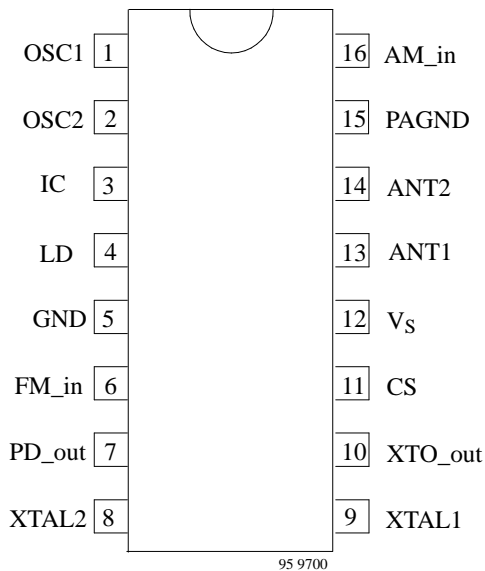 OSC1 1 16 AM_in
OSC2 2 15 PAGND
IC 3 14 ANT2
LD 4 13 ANT1
GND 5 12 VS
FM_in 6 11 CS
PD_out 7 10 XTO_out
XTAL2 8 9 XTAL1
95 9700